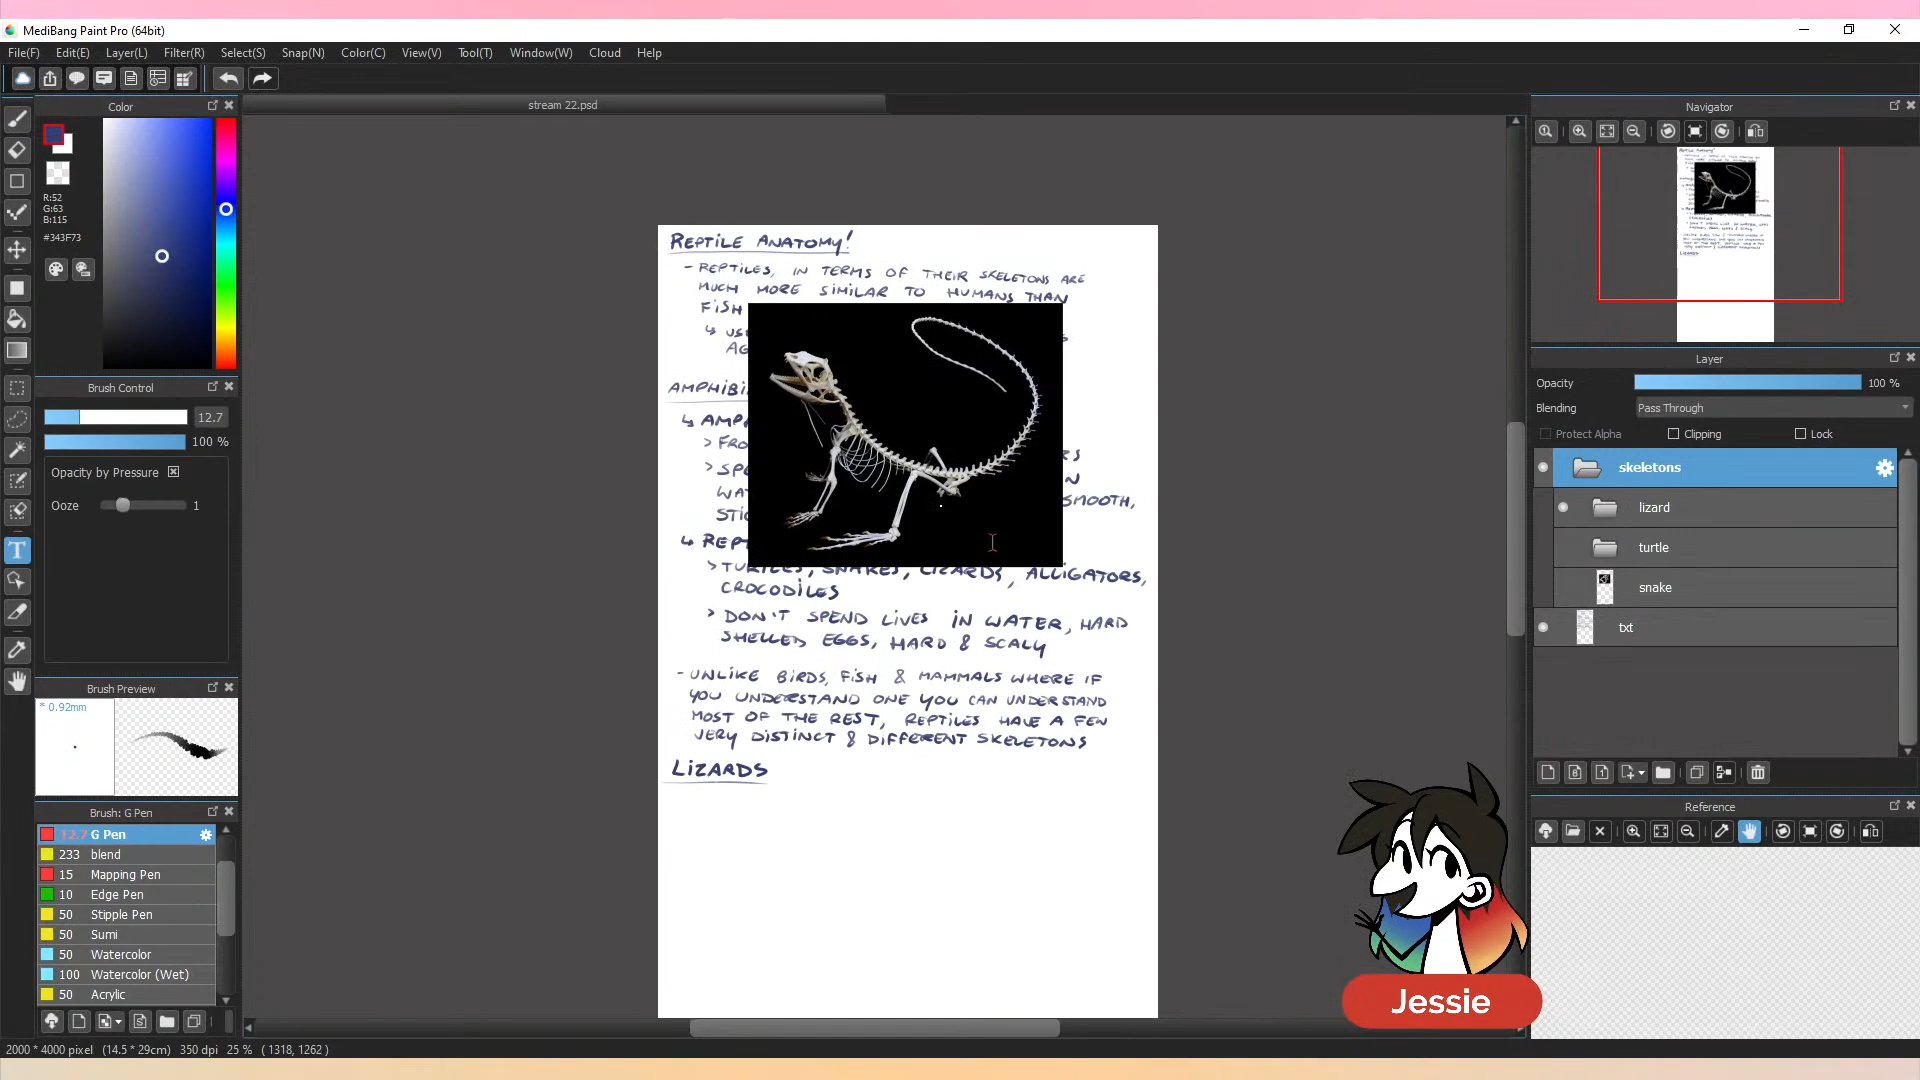 MediBang Paint Pro (64bit)
File(F) Edit(E) Layer(L) Filter(R) Select(S) Snap(N) Color(C) View(V) Tool(T) Window(W) Cloud Help
stream 22.psd
Color
R:52
G:63
B:115
#343F73
Brush Control
12.7
100 %
Opacity by Pressure
Ooze 1
Brush Preview
* 0.92mm
Brush: G Pen
12.7 G Pen
233 blend
15 Mapping Pen
10 Edge Pen
50 Stipple Pen
50 Sumi
50 Watercolor
100 Watercolor (Wet)
50 Acrylic
2000 * 4000 pixel (14.5 * 29cm) 350 dpi 25 % ( 1318, 1262 )
REPTILE ANATOMY!
- REPTILES, IN TERMS OF THEIR SKELETONS ARE
MUCH MORE SIMILAR TO HUMANS THAN
FISH
AMPHIBI
↳
>
>
SMOOTH,
↳ REPT
> TURTLES, SNAKES, LIZARDS, ALLIGATORS,
CROCODILES
> DON'T SPEND LIVES IN WATER, HARD
SHELLED EGGS, HARD & SCALY
- UNLIKE BIRDS, FISH & MAMMALS WHERE IF
YOU UNDERSTAND ONE YOU CAN UNDERSTAND
MOST OF THE REST, REPTILES HAVE A FEW
VERY DISTINCT & DIFFERENT SKELETONS
LIZARDS
Navigator
Layer
Opacity 100 %
Blending Pass Through
Protect Alpha Clipping Lock
skeletons
lizard
turtle
snake
txt
Reference
Jessie